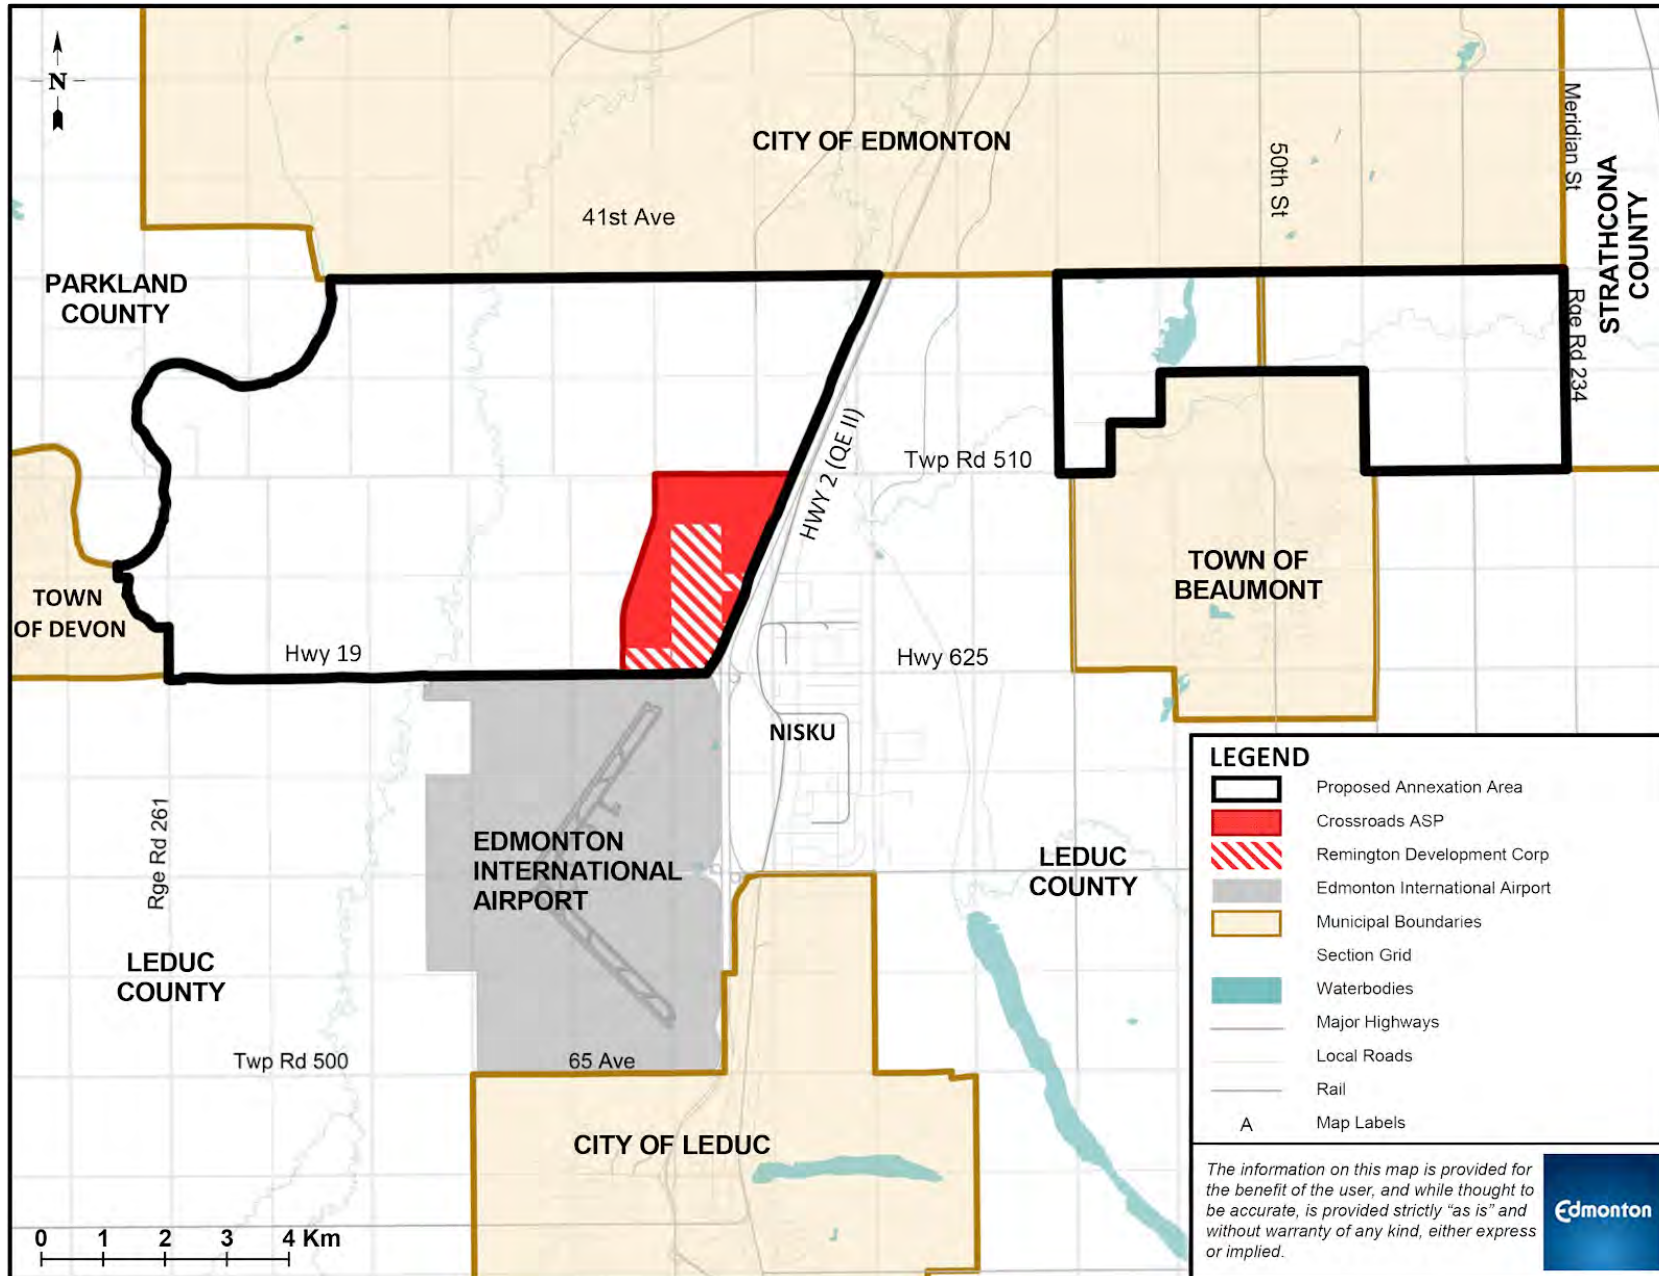 N
CITY OF EDMONTON
41st Ave
50th St
Meridian St
STRATHCONA
COUNTY
PARKLAND
COUNTY
Rge Rd 234
HWY 2 (QE II)
Twp Rd 510
TOWN OF
BEAUMONT
TOWN
OF DEVON
Hwy 19
Hwy 625
NISKU
EDMONTON
INTERNATIONAL
AIRPORT
Rge Rd 261
LEDUC
COUNTY
LEDUC
COUNTY
Twp Rd 500
65 Ave
CITY OF LEDUC
0 1 2 3 4 Km
LEGEND
Proposed Annexation Area
Crossroads ASP
Remington Development Corp
Edmonton International Airport
Municipal Boundaries
Section Grid
Waterbodies
Major Highways
Local Roads
Rail
A Map Labels
The information on this map is provided for
the benefit of the user, and while thought to
be accurate, is provided strictly “as is” and
without warranty of any kind, either express
or implied.
Edmonton